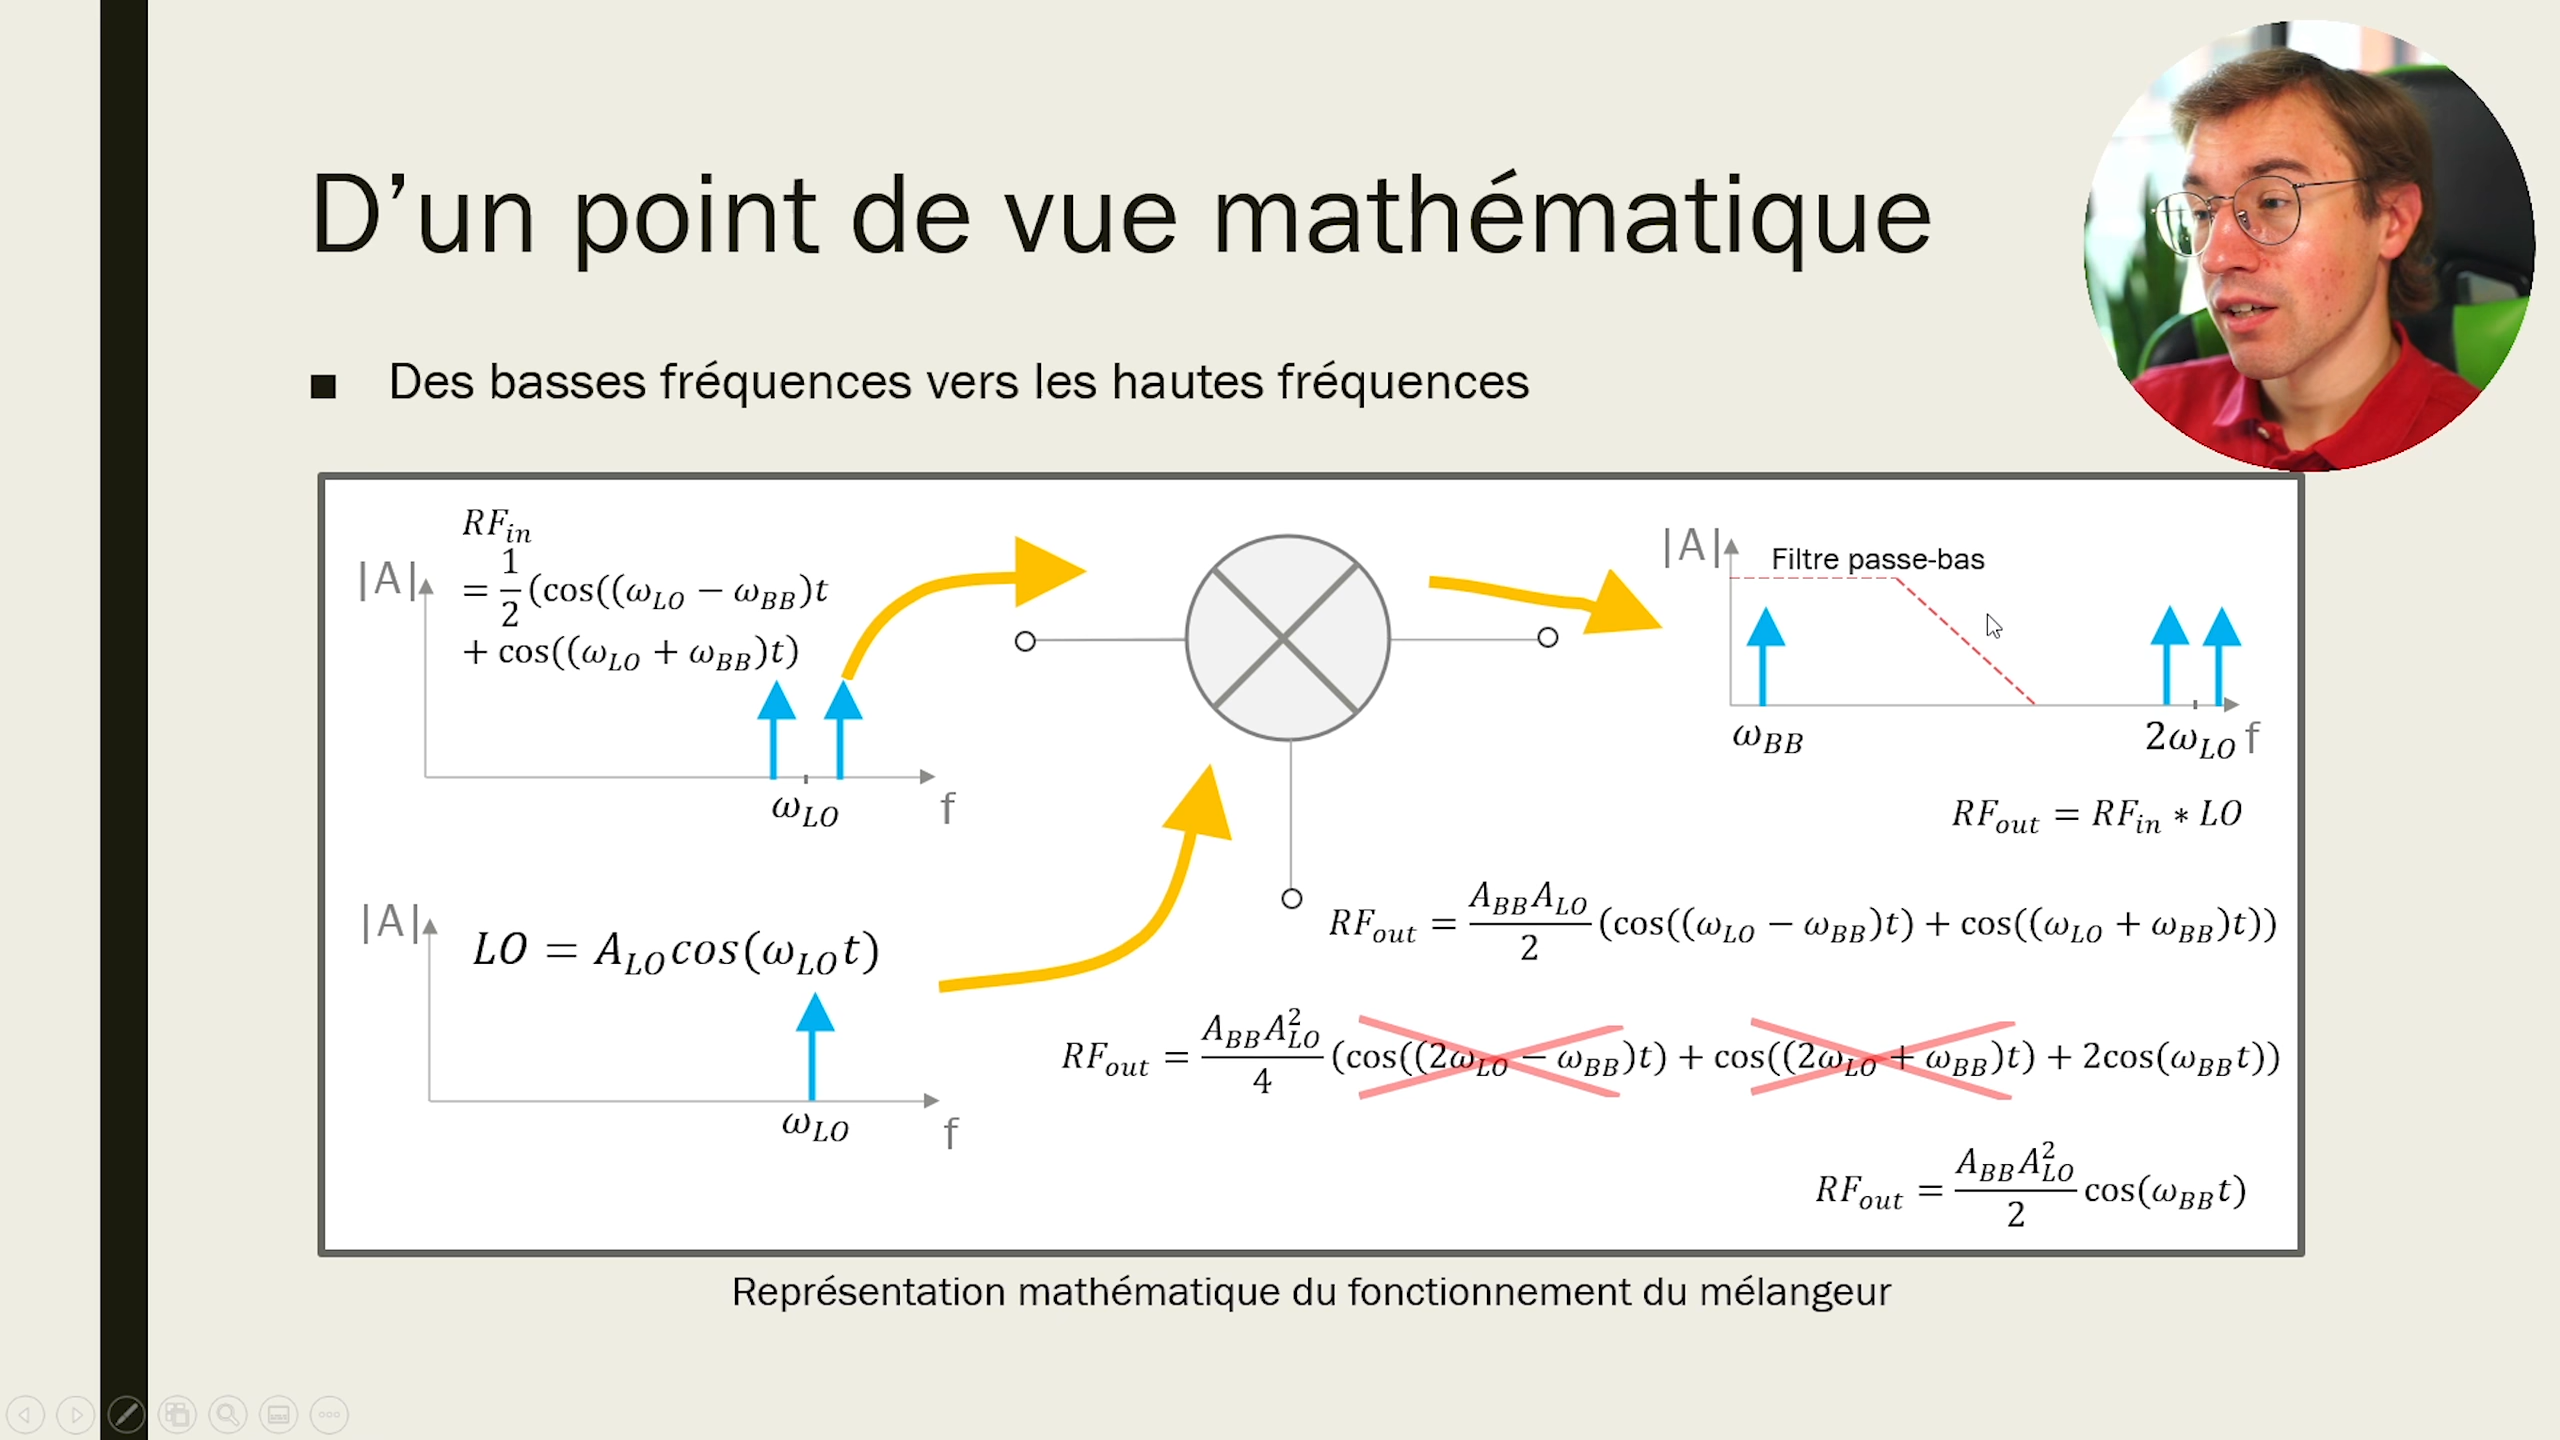 D’un point de vue mathématique
■ Des basses fréquences vers les hautes fréquences
RF_in
= 1/2 (cos((ω_LO − ω_BB)t
+ cos((ω_LO + ω_BB)t)
|A|
ω_LO
f
|A|
LO = A_LO cos(ω_LO t)
ω_LO
f
|A|
Filtre passe-bas
ω_BB
2ω_LO f
RF_out = RF_in * LO
RF_out = A_BB A_LO / 2 (cos((ω_LO − ω_BB)t) + cos((ω_LO + ω_BB)t))
RF_out = A_BB A_LO^2 / 4 (cos((2ω_LO − ω_BB)t) + cos((2ω_LO + ω_BB)t) + 2cos(ω_BB t))
RF_out = A_BB A_LO^2 / 2 cos(ω_BB t)
Représentation mathématique du fonctionnement du mélangeur